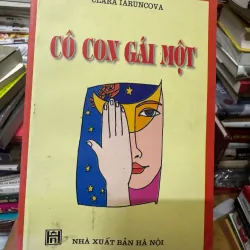 CLARA IARUNCOVA
CÔ CON GÁI MỘT
NHÀ XUẤT BẢN HÀ NỘI